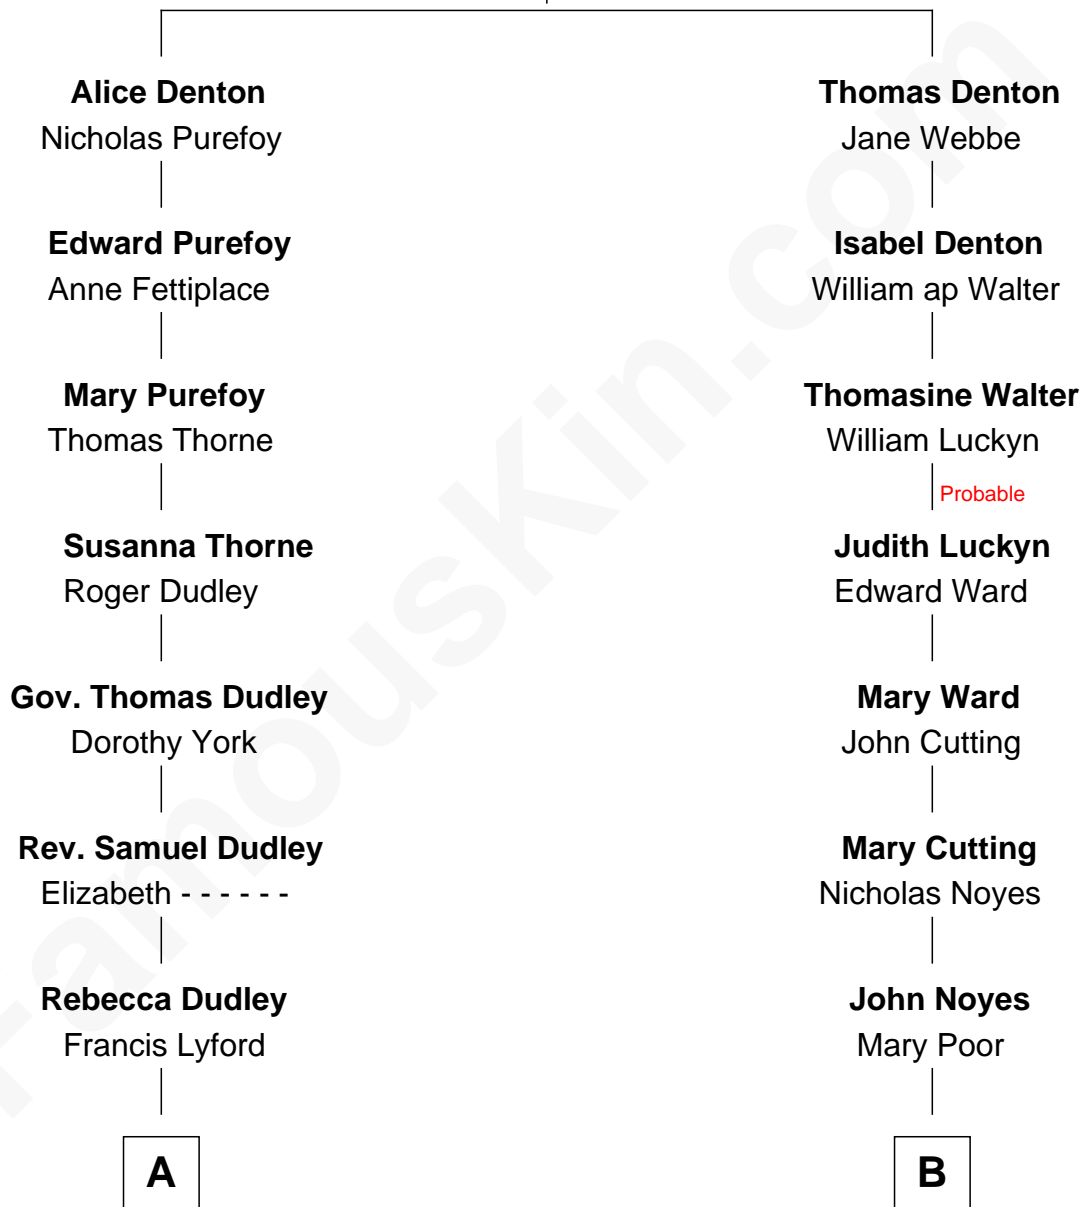 Alice Denton
Nicholas Purefoy
Edward Purefoy
Anne Fettiplace
Mary Purefoy
Thomas Thorne
Susanna Thorne
Roger Dudley
Gov. Thomas Dudley
Dorothy York
Rev. Samuel Dudley
Elizabeth - - - - - -
Rebecca Dudley
Francis Lyford
A
Thomas Denton
Jane Webbe
Isabel Denton
William ap Walter
Thomasine Walter
William Luckyn
Probable
Judith Luckyn
Edward Ward
Mary Ward
John Cutting
Mary Cutting
Nicholas Noyes
John Noyes
Mary Poor
B
FamousKin.com